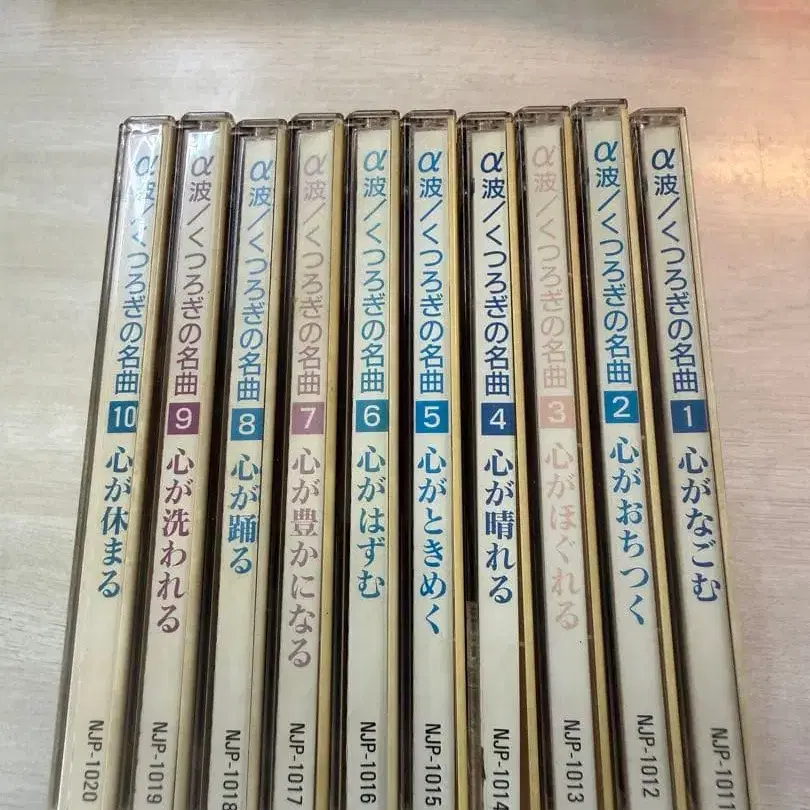 α波/くつろぎの名曲 10 心が休まる NJP-1020
α波/くつろぎの名曲 9 心が洗われる NJP-1019
α波/くつろぎの名曲 8 心が踊る NJP-1018
α波/くつろぎの名曲 7 心が豊かになる NJP-1017
α波/くつろぎの名曲 6 心がはずむ NJP-1016
α波/くつろぎの名曲 5 心がときめく NJP-1015
α波/くつろぎの名曲 4 心が晴れる NJP-1014
α波/くつろぎの名曲 3 心がほぐれる NJP-1013
α波/くつろぎの名曲 2 心がおちつく NJP-1012
α波/くつろぎの名曲 1 心がなごむ NJP-1011